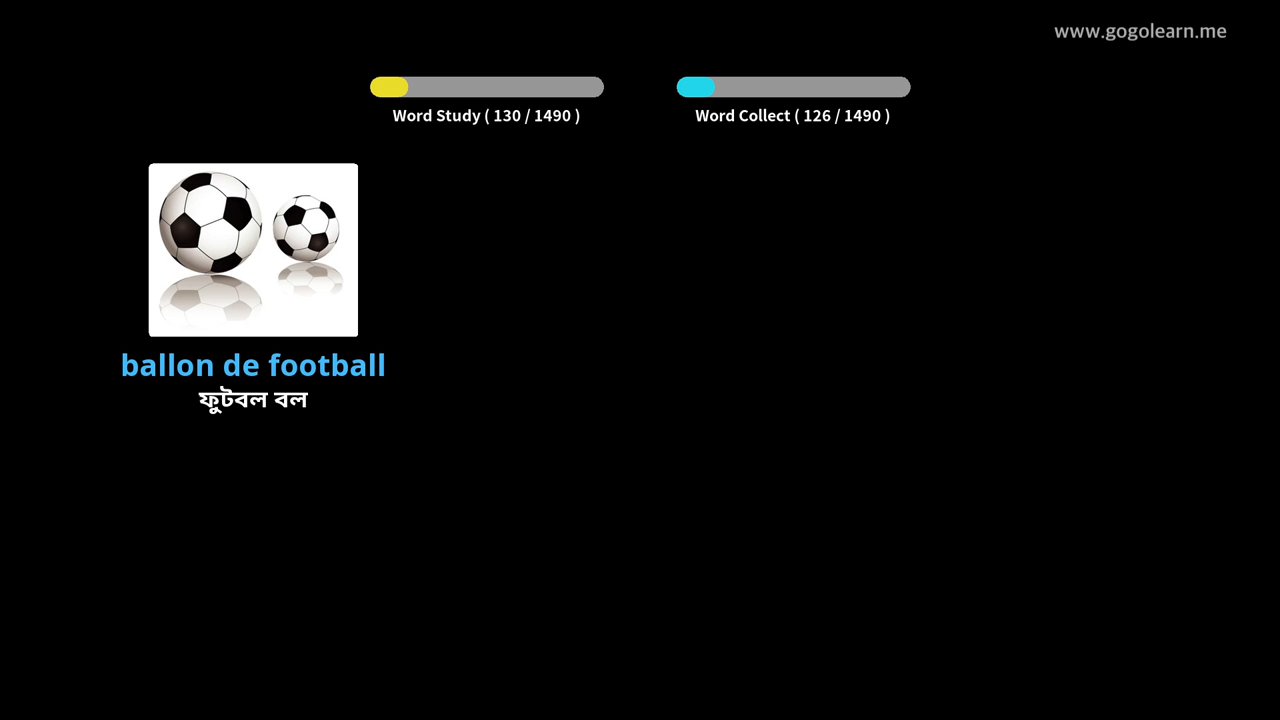 www.gogolearn.me
Word Study ( 130 / 1490 )
Word Collect ( 126 / 1490 )
ballon de football
ফুটবল বল